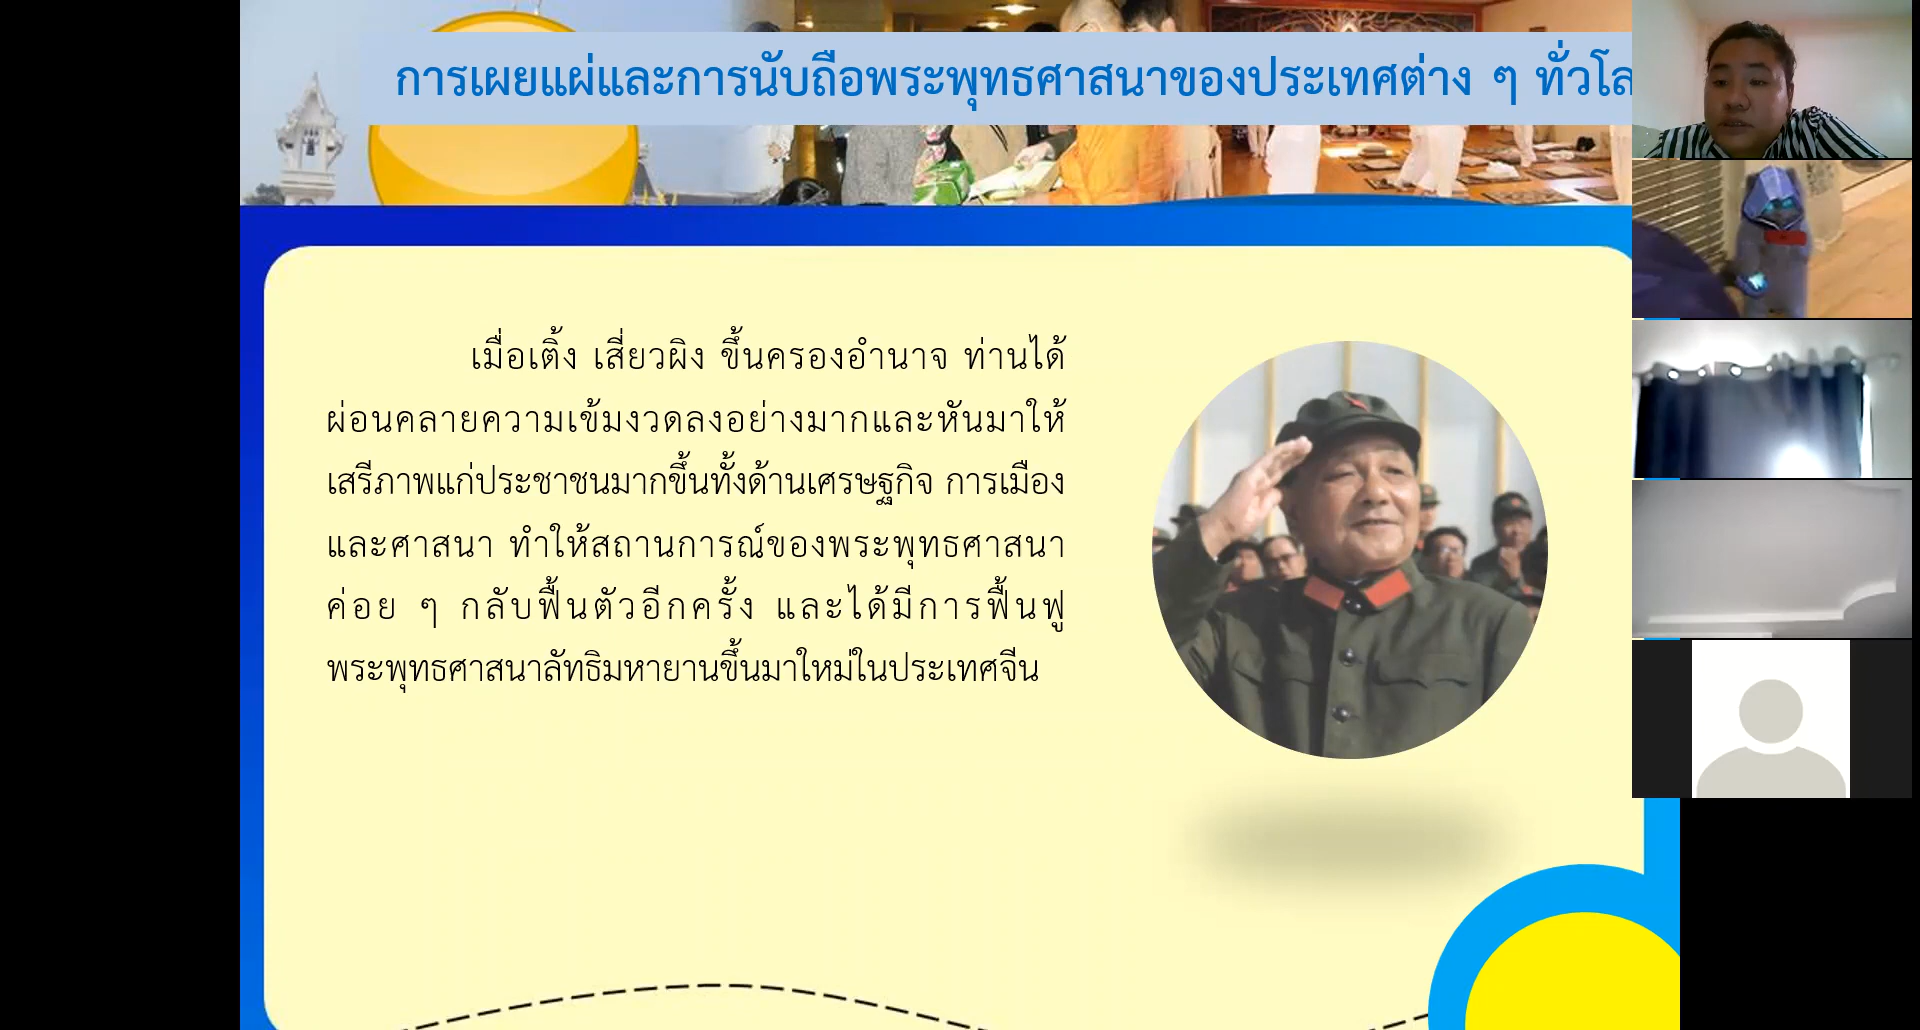 การเผยแผ่และการนับถือพระพุทธศาสนาของประเทศต่าง ๆ ทั่วโล
เมื่อเติ้ง เสี่ยวผิง ขึ้นครองอำนาจ ท่านได้
ผ่อนคลายความเข้มงวดลงอย่างมากและหันมาให้
เสรีภาพแก่ประชาชนมากขึ้นทั้งด้านเศรษฐกิจ การเมือง
และศาสนา ทำให้สถานการณ์ของพระพุทธศาสนา
ค่อย ๆ กลับฟื้นตัวอีกครั้ง และได้มีการฟื้นฟู
พระพุทธศาสนาลัทธิมหายานขึ้นมาใหม่ในประเทศจีน